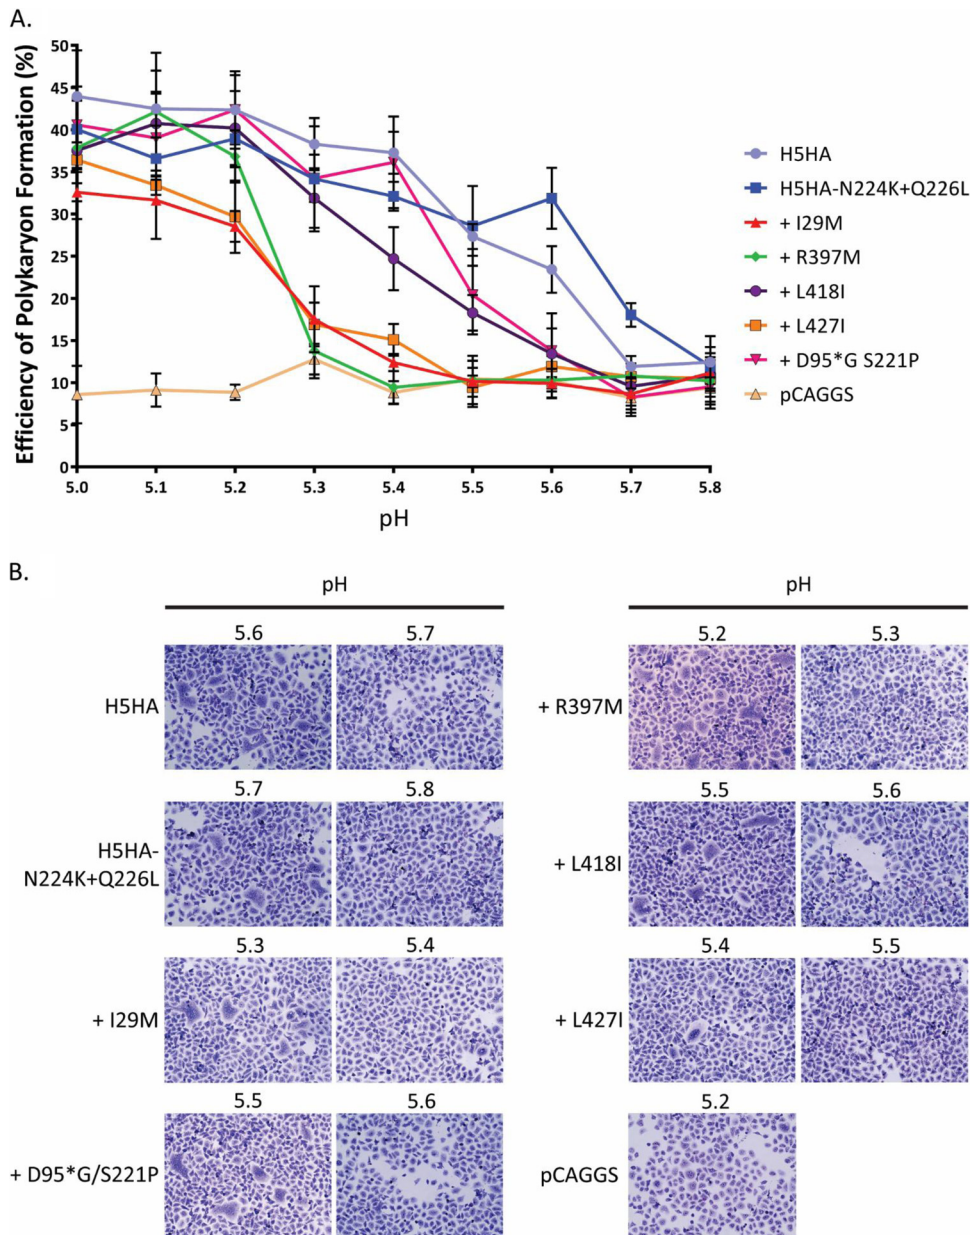 A.
Efficiency of Polykaryon Formation (%)
50
45
40
35
30
25
20
15
10
5
0
5.0 5.1 5.2 5.3 5.4 5.5 5.6 5.7 5.8
pH
H5HA
H5HA-N224K+Q226L
+ I29M
+ R397M
+ L418I
+ L427I
+ D95*G S221P
pCAGGS
B.
pH
5.6 5.7
H5HA
5.7 5.8
H5HA-
N224K+Q226L
5.3 5.4
+ I29M
5.5 5.6
+ D95*G/S221P
pH
5.2 5.3
+ R397M
5.5 5.6
+ L418I
5.4 5.5
+ L427I
5.2
pCAGGS